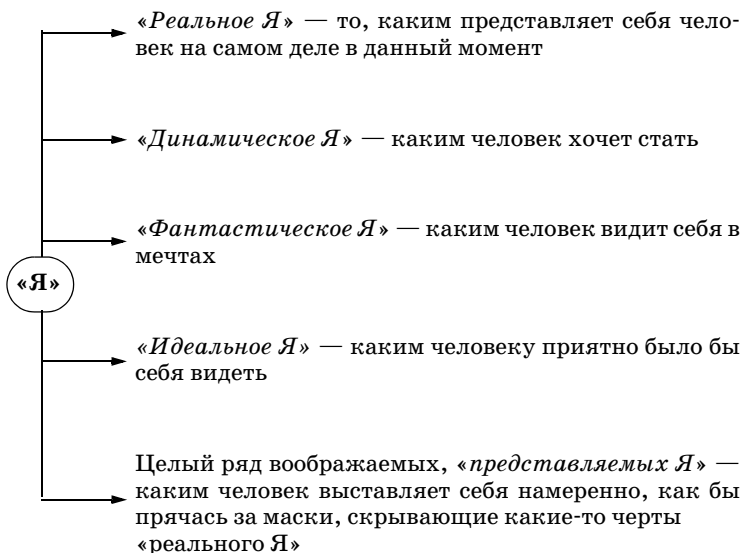 «Реальное Я» — то, каким представляет себя чело-
век на самом деле в данный момент
«Динамическое Я» — каким человек хочет стать
«Фантастическое Я» — каким человек видит себя в
мечтах
«Я»
«Идеальное Я» — каким человеку приятно было бы
себя видеть
Целый ряд воображаемых, «представляемых Я» —
каким человек выставляет себя намеренно, как бы
прячась за маски, скрывающие какие-то черты
«реального Я»